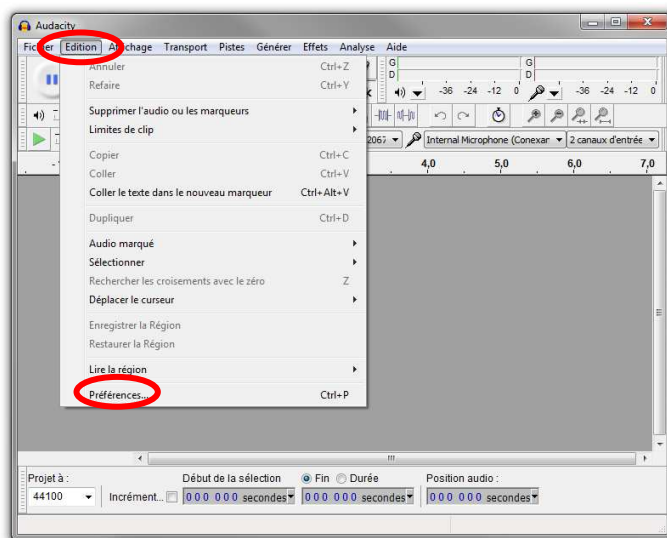 Audacity
Fichier Edition Affichage Transport Pistes Générer Effets Analyse Aide
Annuler Ctrl+Z
Refaire Ctrl+Y
Supprimer l'audio ou les marqueurs
Limites de clip
Copier Ctrl+C
Coller Ctrl+V
Coller le texte dans le nouveau marqueur Ctrl+Alt+V
Dupliquer Ctrl+D
Audio marqué
Sélectionner
Rechercher les croisements avec le zéro Z
Déplacer le curseur
Enregistrer la Région
Restaurer la Région
Lire la région
Préférences... Ctrl+P
G G
D D
-36 -24 -12 0 -36 -24 -12 0
2067 Internal Microphone (Conexar 2 canaux d'entrée
4,0 5,0 6,0 7,0
Projet à : Début de la sélection Fin Durée Position audio :
44100 Incrément... 000 000 secondes 000 000 secondes 000 000 secondes